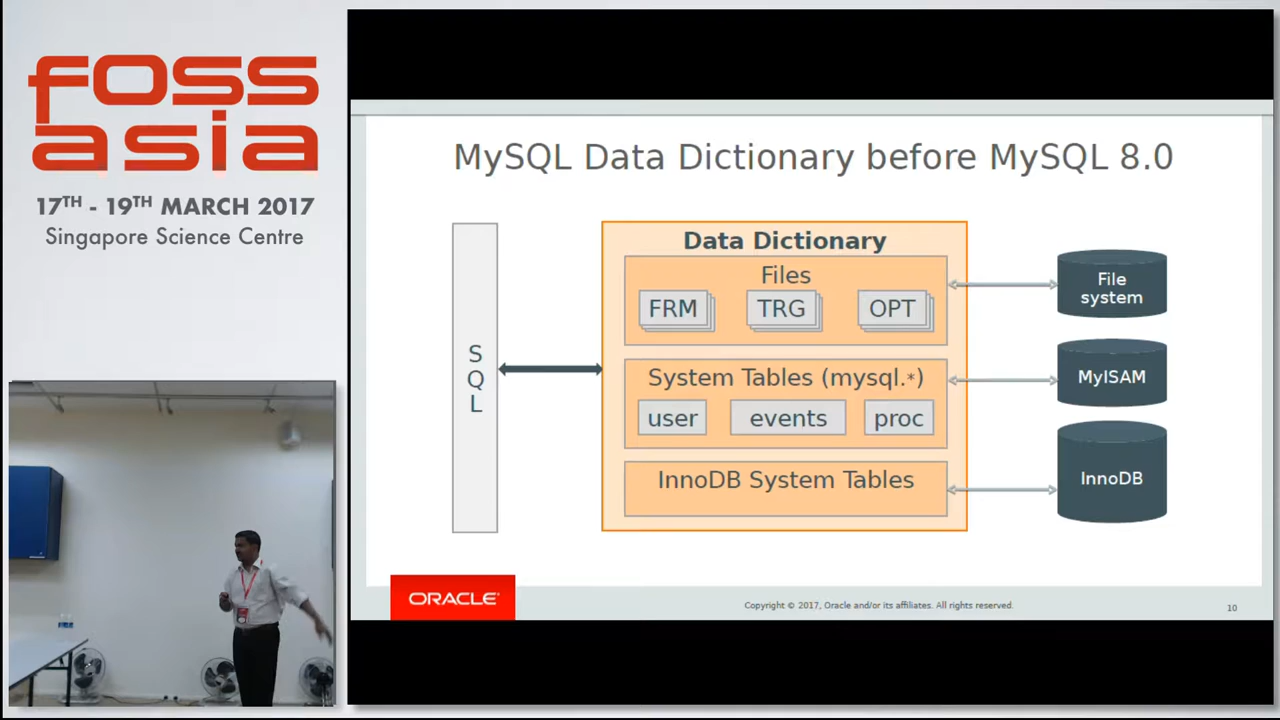 foss
asia
17TH - 19TH MARCH 2017
Singapore Science Centre
MySQL Data Dictionary before MySQL 8.0
S
Q
L
Data Dictionary
Files
FRM
TRG
OPT
System Tables (mysql.*)
user
events
proc
InnoDB System Tables
File
system
MyISAM
InnoDB
ORACLE®
Copyright © 2017, Oracle and/or its affiliates. All rights reserved.
10